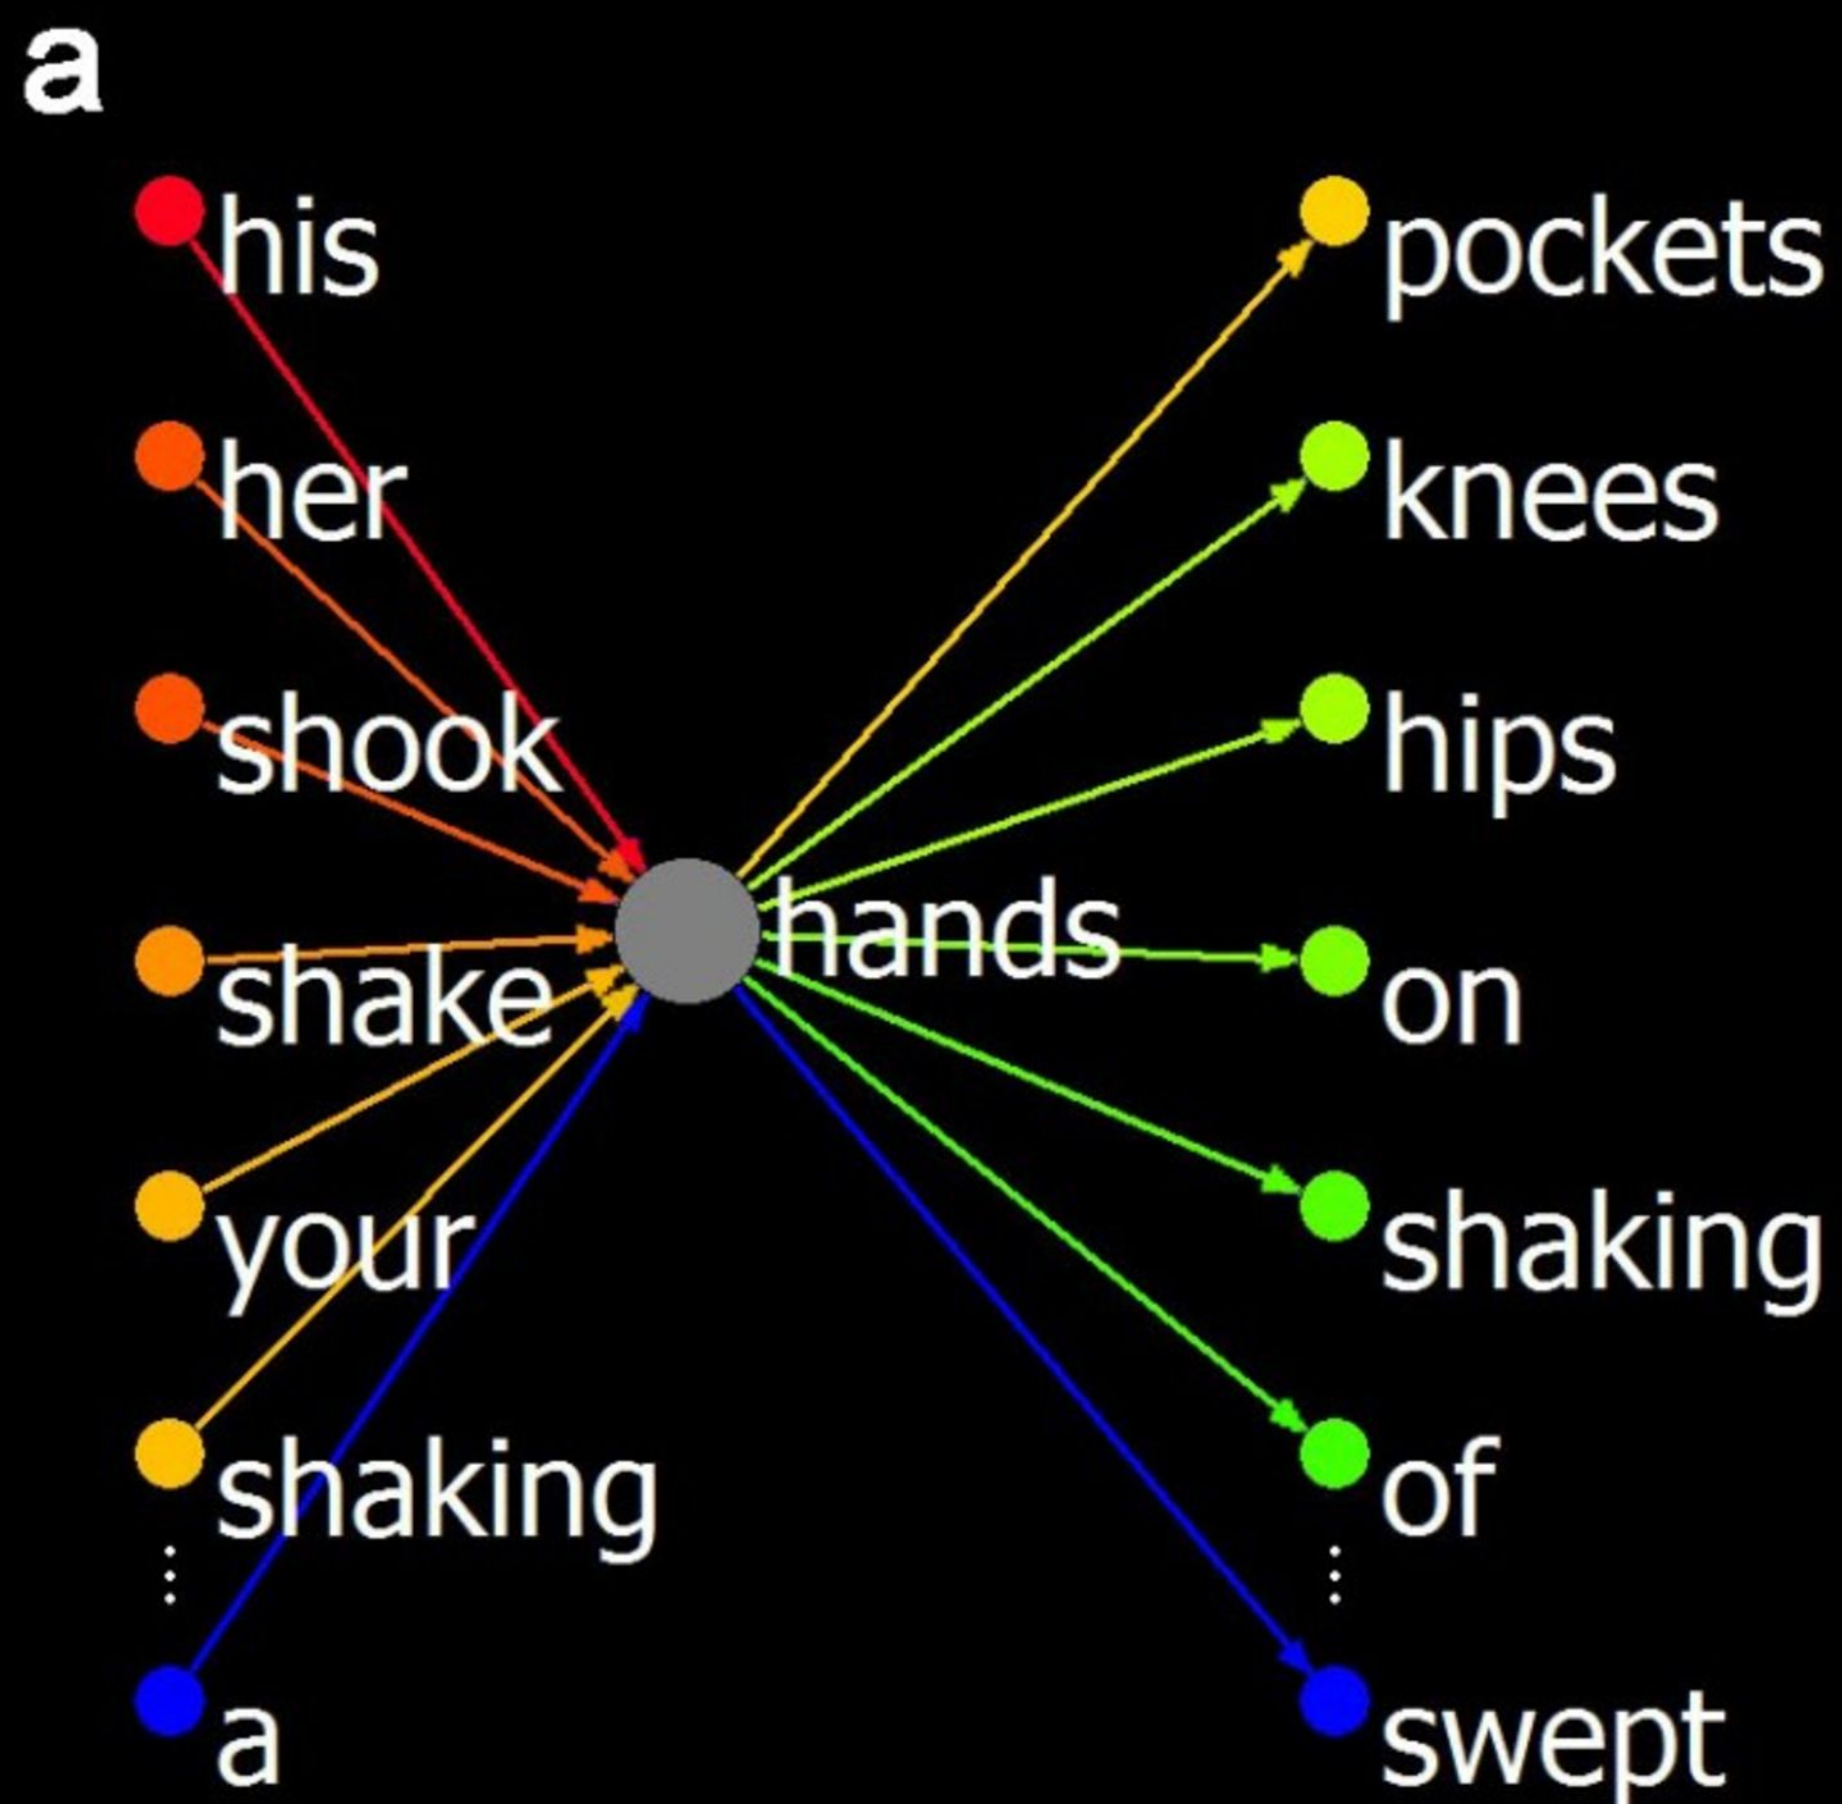 a
his
her
shook
shake
your
shaking
a
hands
pockets
knees
hips
on
shaking
of
swept